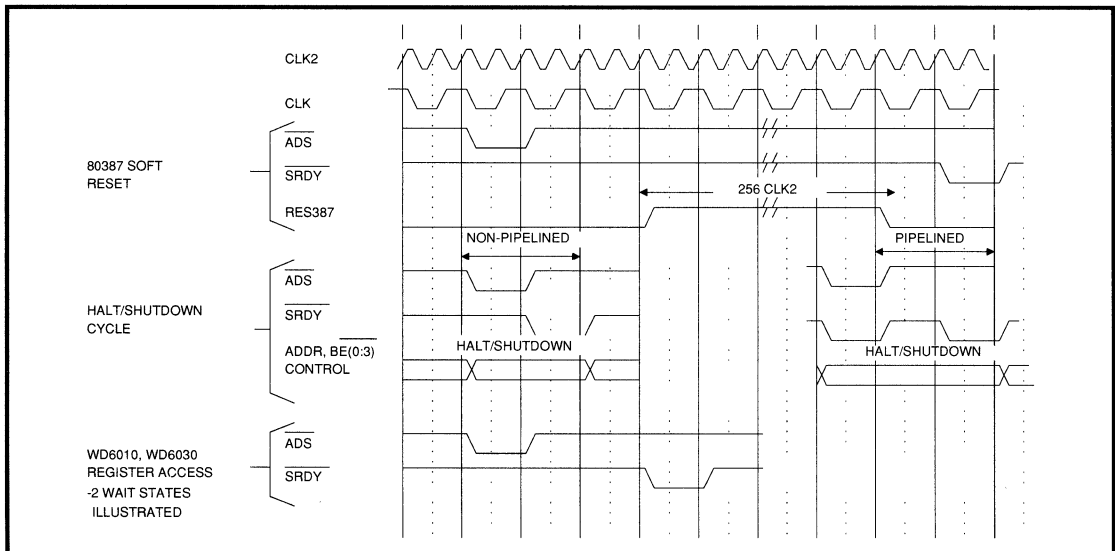 CLK2
CLK
80387 SOFT
RESET
ADS
SRDY
RES387
256 CLK2
NON-PIPELINED
PIPELINED
HALT/SHUTDOWN
CYCLE
ADS
SRDY
ADDR, BE(0:3)
CONTROL
HALT/SHUTDOWN
HALT/SHUTDOWN
WD6010, WD6030
REGISTER ACCESS
-2 WAIT STATES
ILLUSTRATED
ADS
SRDY